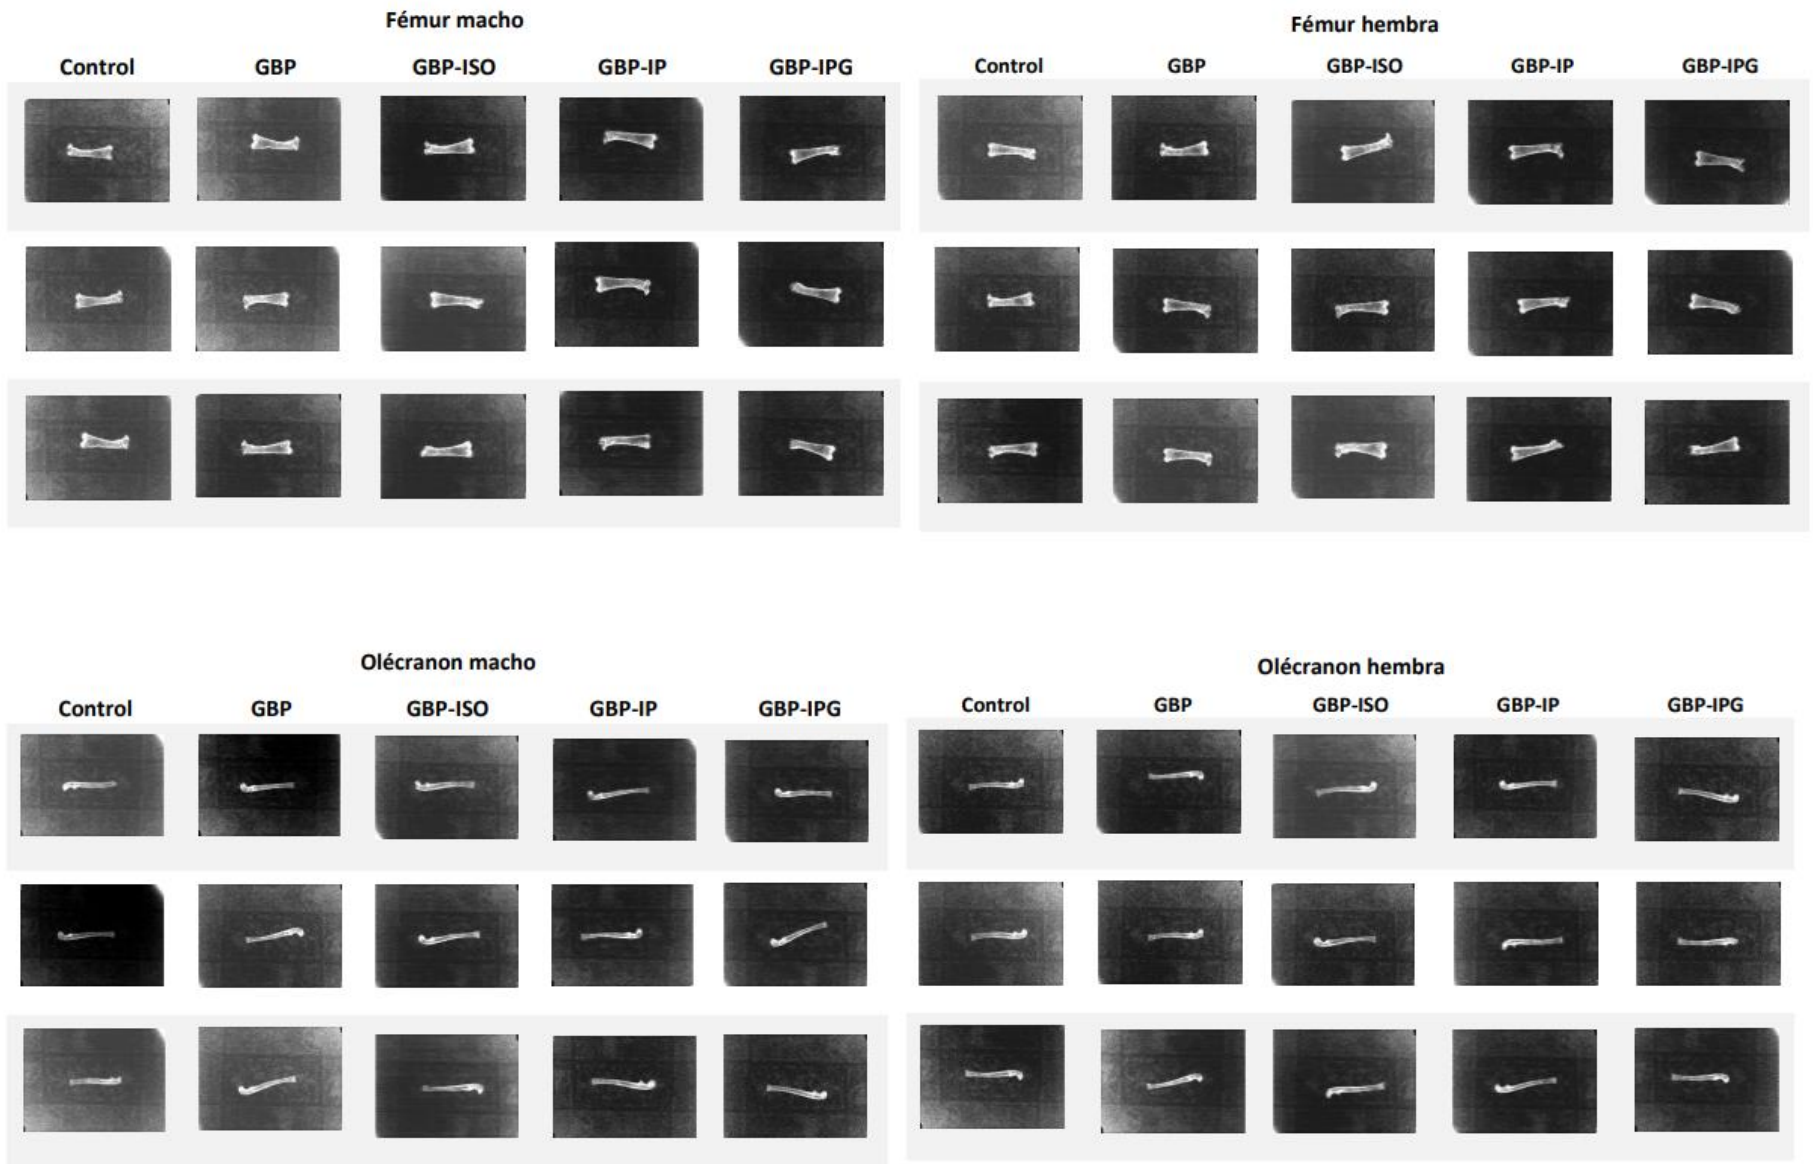 Fémur macho
Control GBP GBP-ISO GBP-IP GBP-IPG
Fémur hembra
Control GBP GBP-ISO GBP-IP GBP-IPG
Olécranon macho
Control GBP GBP-ISO GBP-IP GBP-IPG
Olécranon hembra
Control GBP GBP-ISO GBP-IP GBP-IPG